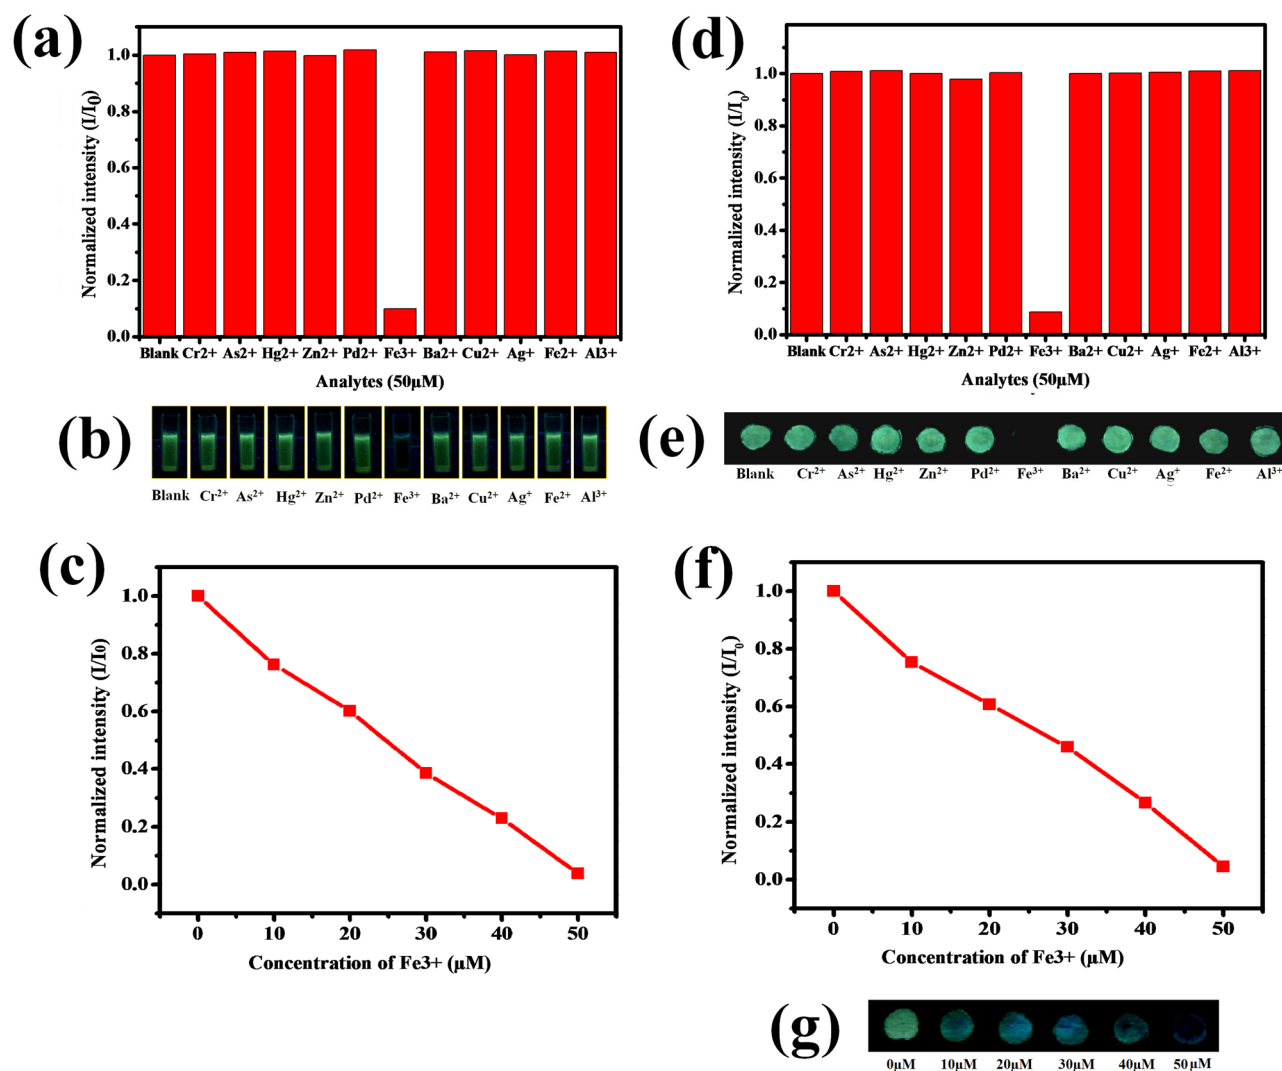 (a)
Normalized intensity (I/I0)
1.0
0.8
0.6
0.4
0.2
0.0
Blank Cr2+ As2+ Hg2+ Zn2+ Pd2+ Fe3+ Ba2+ Cu2+ Ag+ Fe2+ Al3+
Analytes (50μM)
(b)
Blank Cr²⁺ As²⁺ Hg²⁺ Zn²⁺ Pd²⁺ Fe³⁺ Ba²⁺ Cu²⁺ Ag⁺ Fe²⁺ Al³⁺
(c)
Normalized intensity (I/Io)
1.0
0.8
0.6
0.4
0.2
0.0
0 10 20 30 40 50
Concentration of Fe3+ (μM)
(d)
Normalized intensity (I/I₀)
1.0
0.8
0.6
0.4
0.2
0.0
Blank Cr2+ As2+ Hg2+ Zn2+ Pd2+ Fe3+ Ba2+ Cu2+ Ag+ Fe2+ Al3+
Analytes (50μM)
(e)
Blank Cr²⁺ As²⁺ Hg²⁺ Zn²⁺ Pd²⁺ Fe³⁺ Ba²⁺ Cu²⁺ Ag⁺ Fe²⁺ Al³⁺
(f)
Normalized intensity (I/I₀)
1.0
0.8
0.6
0.4
0.2
0.0
0 10 20 30 40 50
Concentration of Fe3+ (μM)
(g)
0μM 10μM 20μM 30μM 40μM 50μM